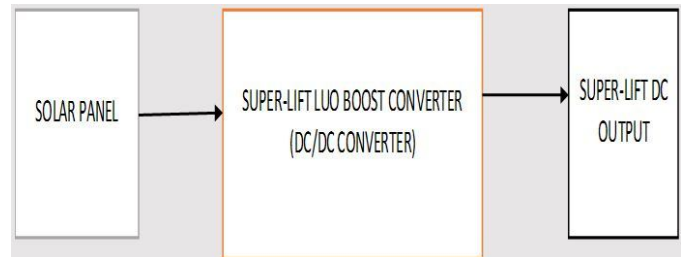 SOLAR PANEL
SUPER-LIFT LUO BOOST CONVERTER
(DC/DC CONVERTER)
SUPER-LIFT DC
OUTPUT